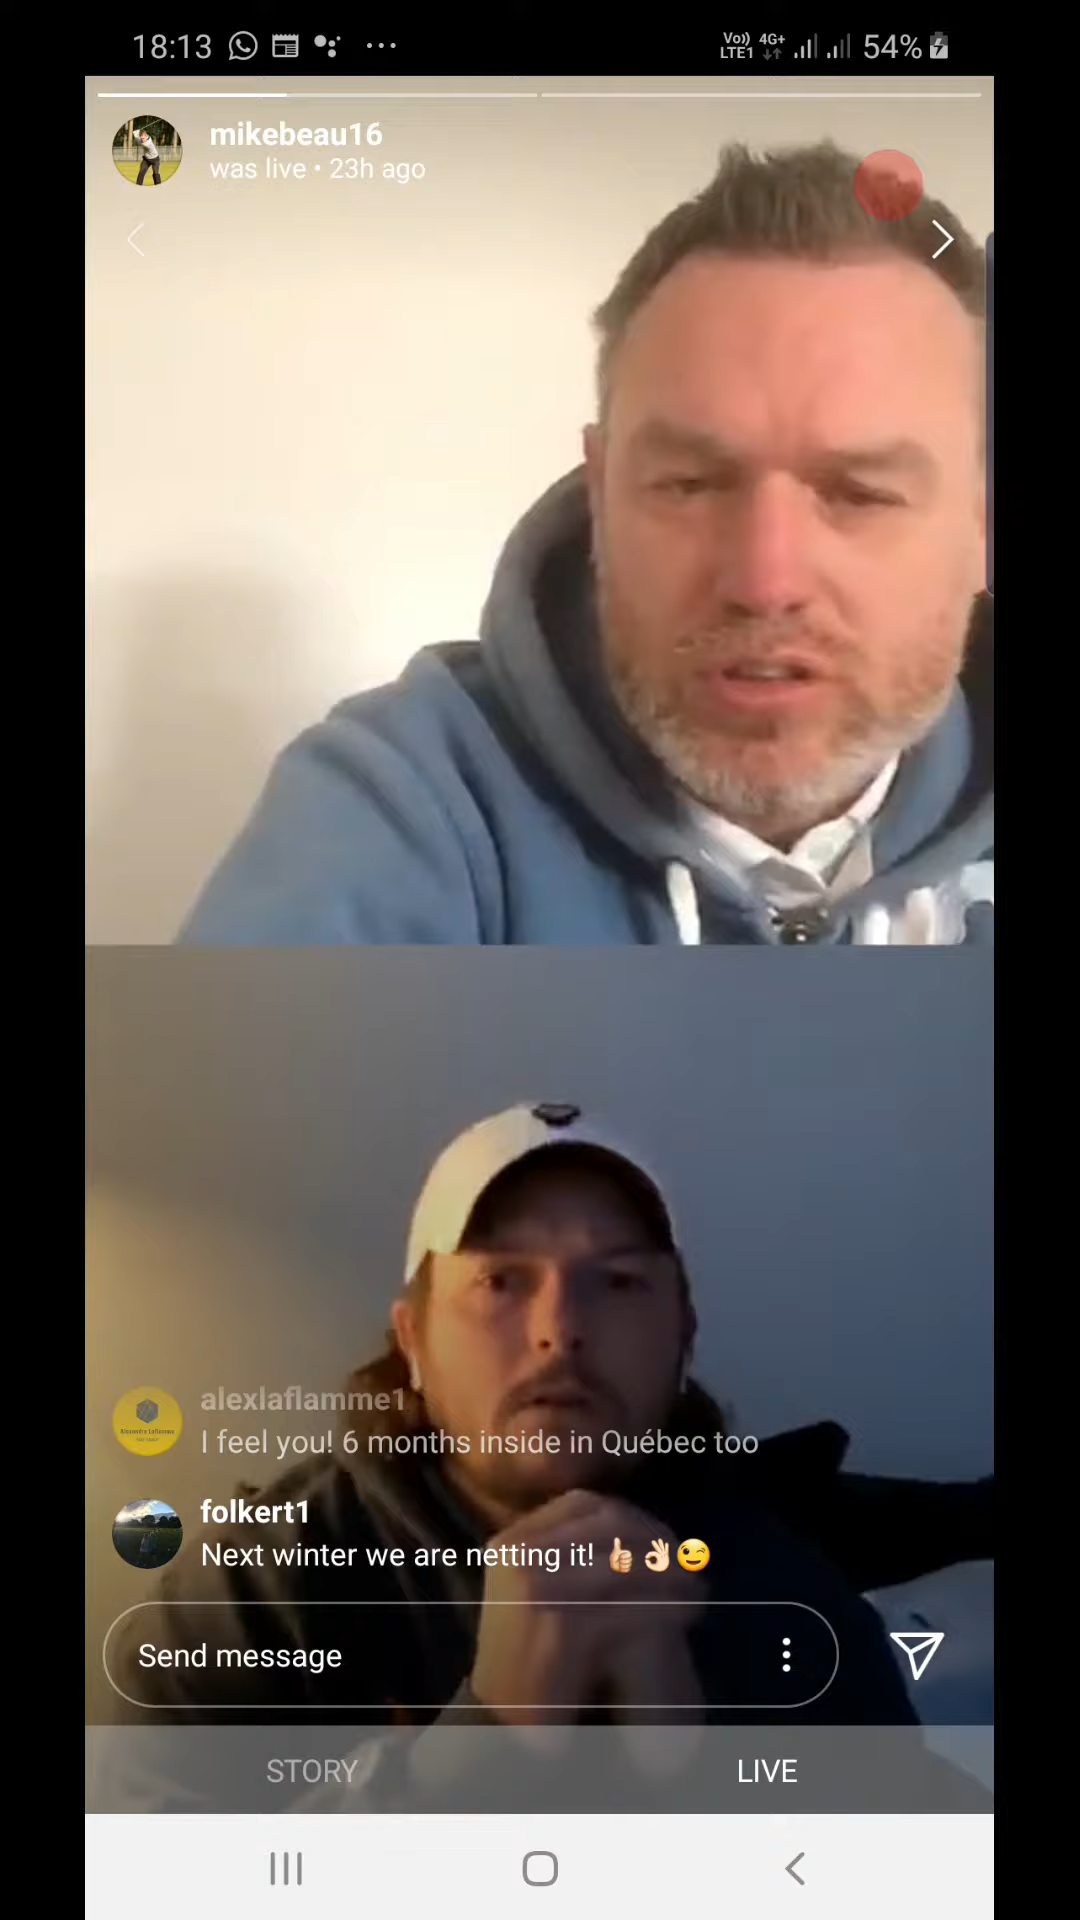 18:13
Vo)) 4G+ 54%
LTE1
mikebeau16
was live • 23h ago
alexlaflamme1
I feel you! 6 months inside in Québec too
folkert1
Next winter we are netting it! 👍🏻👌🏻😉
Send message
STORY LIVE